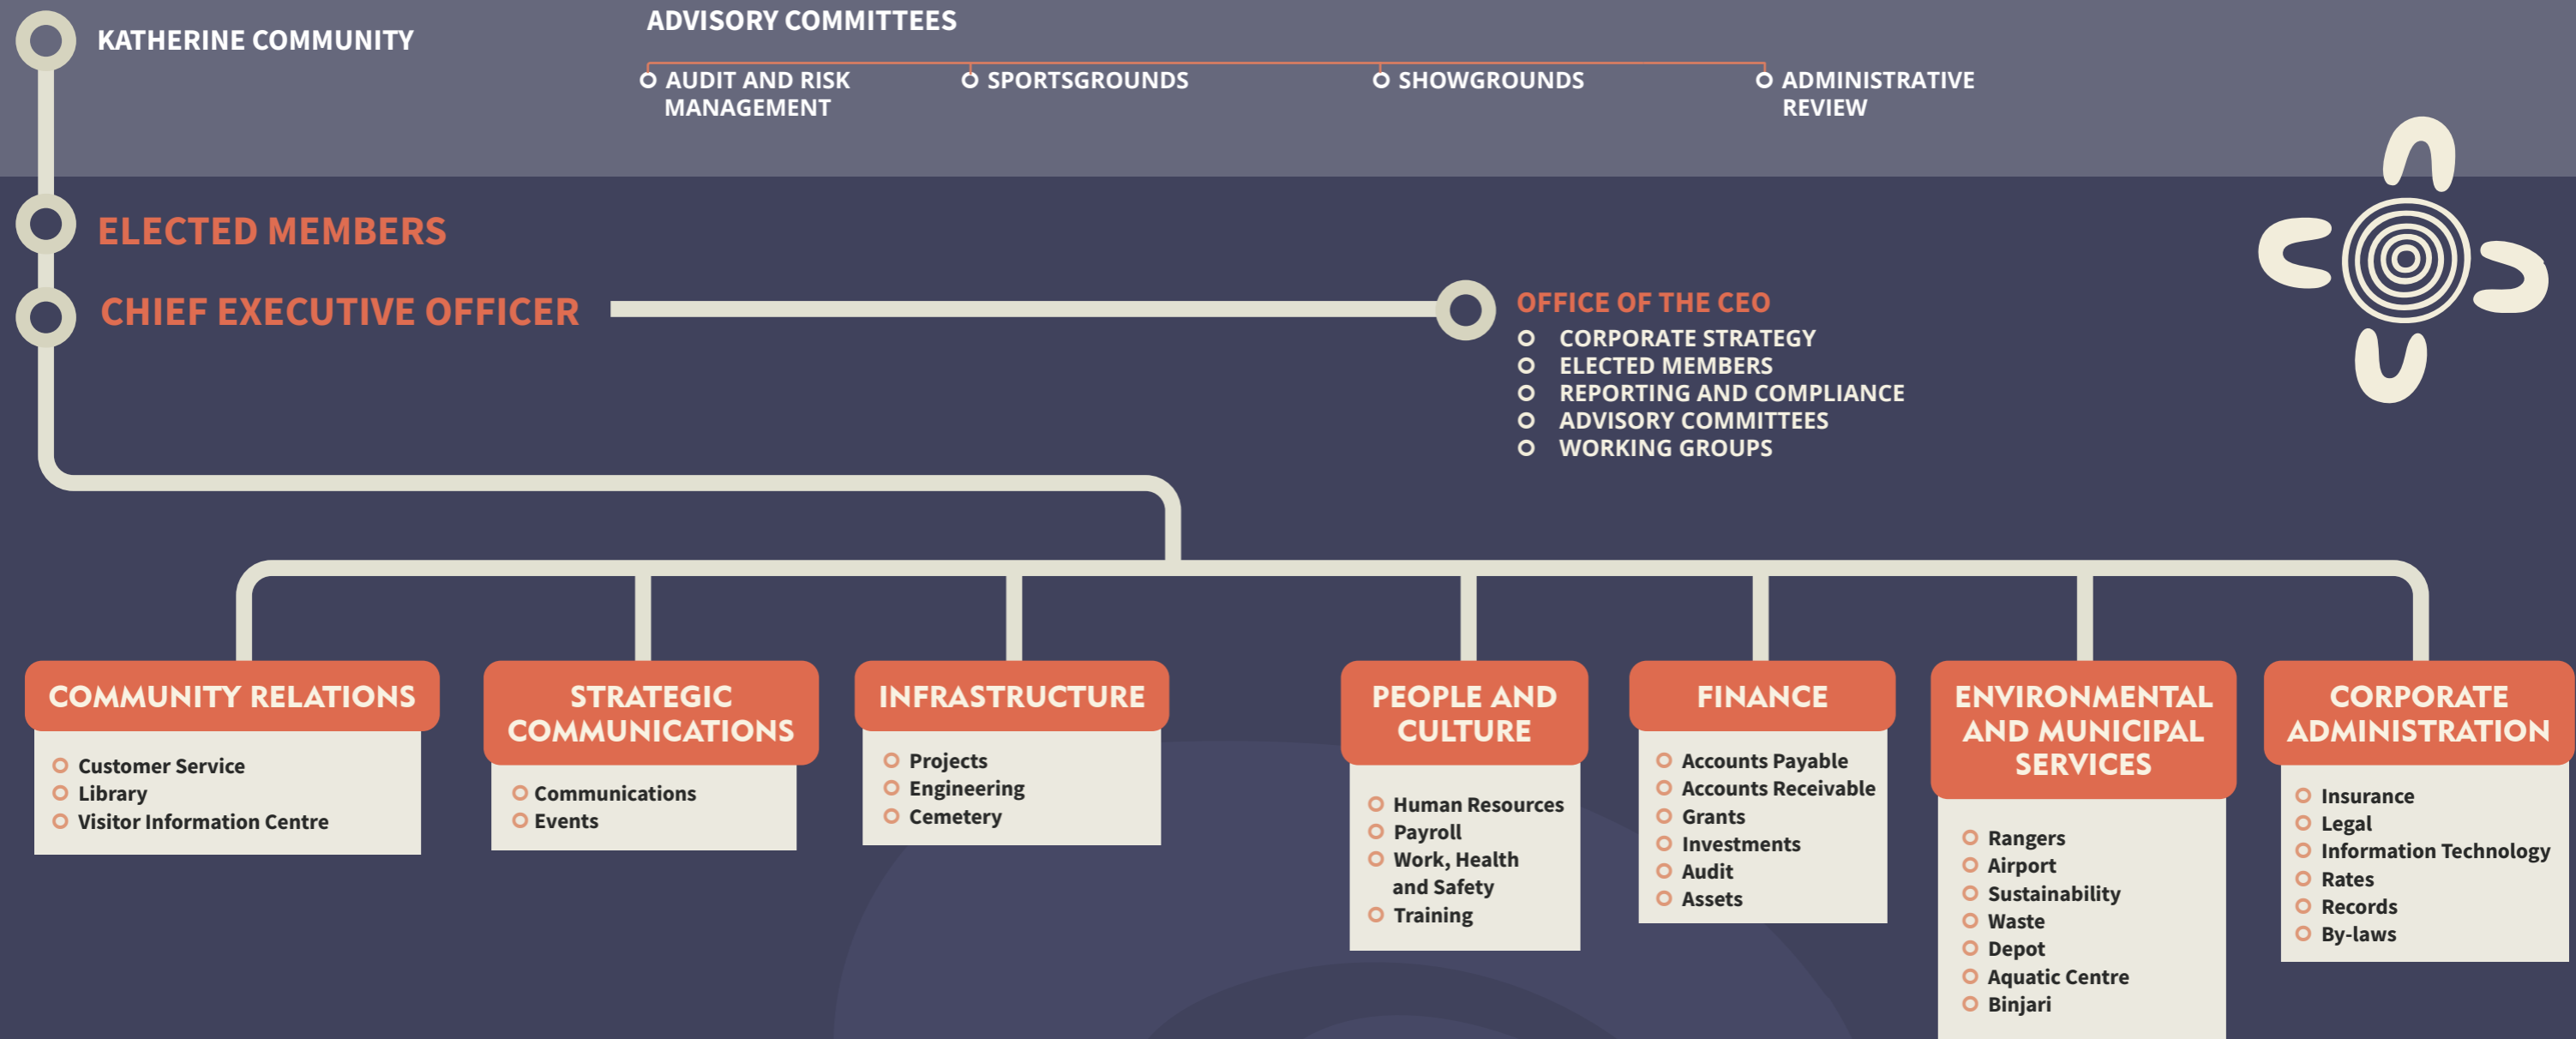 KATHERINE COMMUNITY
ADVISORY COMMITTEES
AUDIT AND RISK
MANAGEMENT
SPORTSGROUNDS
SHOWGROUNDS
ADMINISTRATIVE
REVIEW
ELECTED MEMBERS
CHIEF EXECUTIVE OFFICER
OFFICE OF THE CEO
CORPORATE STRATEGY
ELECTED MEMBERS
REPORTING AND COMPLIANCE
ADVISORY COMMITTEES
WORKING GROUPS
COMMUNITY RELATIONS
Customer Service
Library
Visitor Information Centre
STRATEGIC
COMMUNICATIONS
Communications
Events
INFRASTRUCTURE
Projects
Engineering
Cemetery
PEOPLE AND
CULTURE
Human Resources
Payroll
Work, Health
and Safety
Training
FINANCE
Accounts Payable
Accounts Receivable
Grants
Investments
Audit
Assets
ENVIRONMENTAL
AND MUNICIPAL
SERVICES
Rangers
Airport
Sustainability
Waste
Depot
Aquatic Centre
Binjari
CORPORATE
ADMINISTRATION
Insurance
Legal
Information Technology
Rates
Records
By-laws